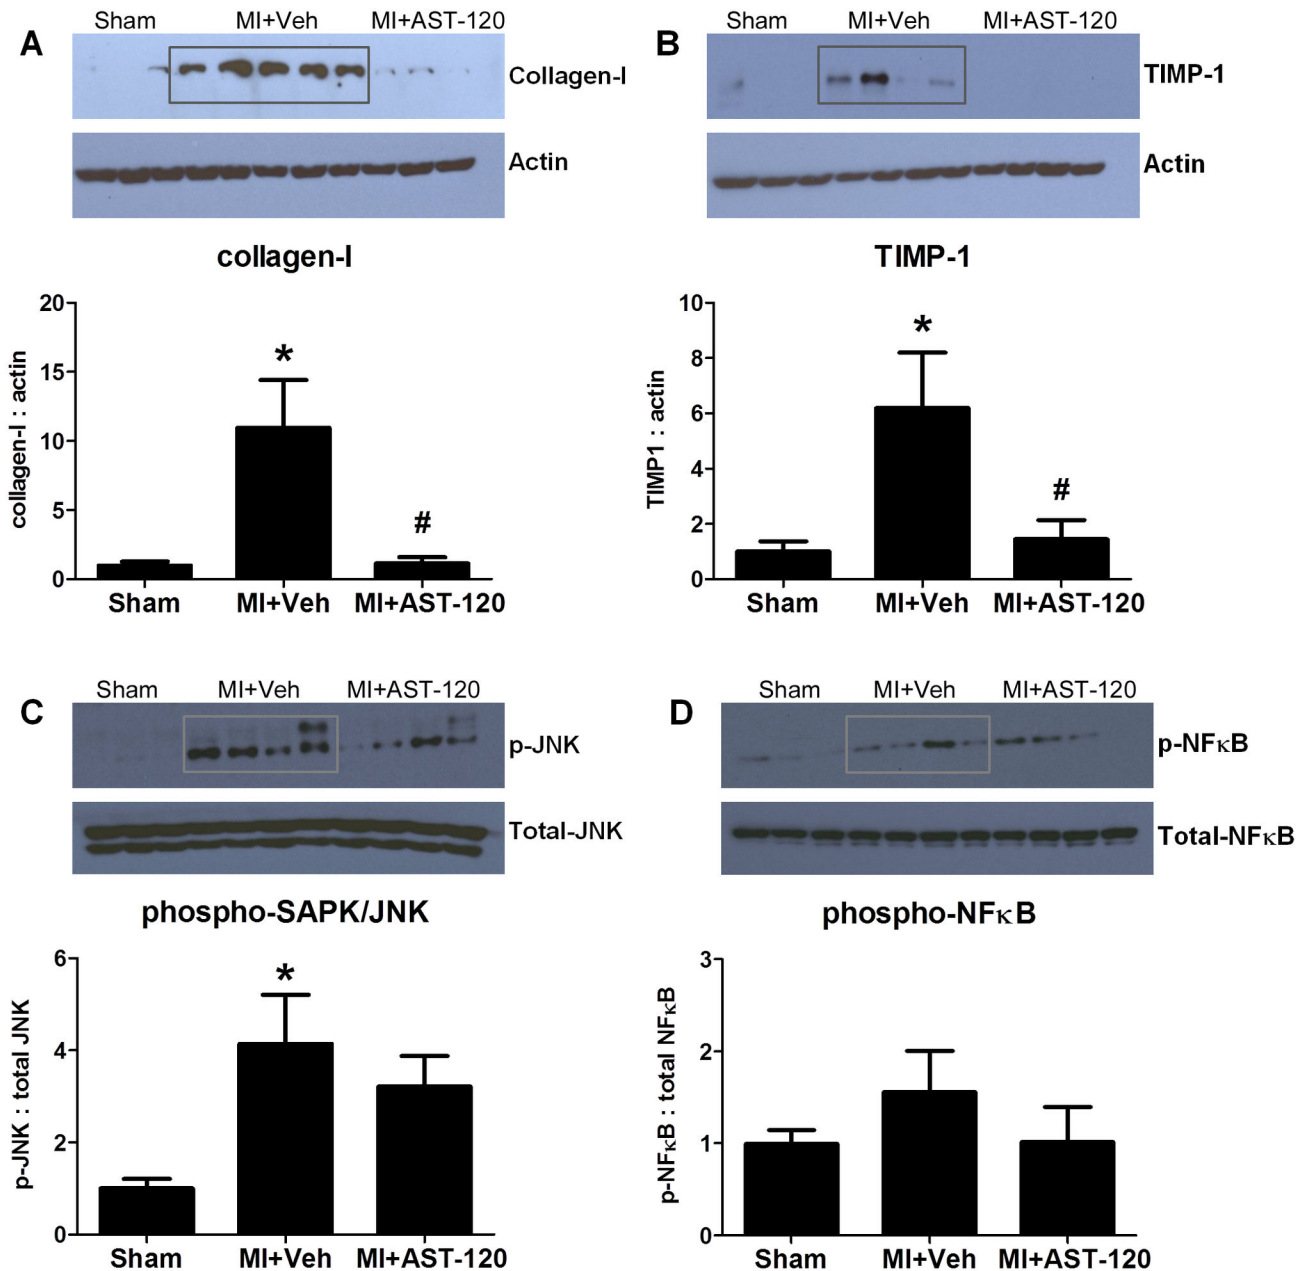 Sham MI+Veh MI+AST-120
A
Collagen-I
Actin
collagen-I
20
15
10
5
0
collagen-I : actin
*
#
Sham MI+Veh MI+AST-120
Sham MI+Veh MI+AST-120
B
TIMP-1
Actin
TIMP-1
10
8
6
4
2
0
TIMP1 : actin
*
#
Sham MI+Veh MI+AST-120
Sham MI+Veh MI+AST-120
C
p-JNK
Total-JNK
phospho-SAPK/JNK
6
4
2
0
p-JNK : total JNK
*
Sham MI+Veh MI+AST-120
Sham MI+Veh MI+AST-120
D
p-NFκB
Total-NFκB
phospho-NFκB
3
2
1
0
p-NFκB : total NFκB
Sham MI+Veh MI+AST-120